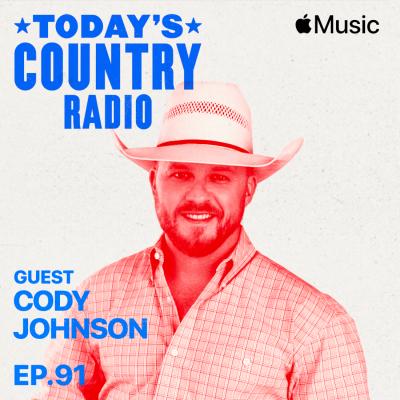 ★TODAY'S★
COUNTRY
RADIO
Music
GUEST
CODY
JOHNSON
EP.91